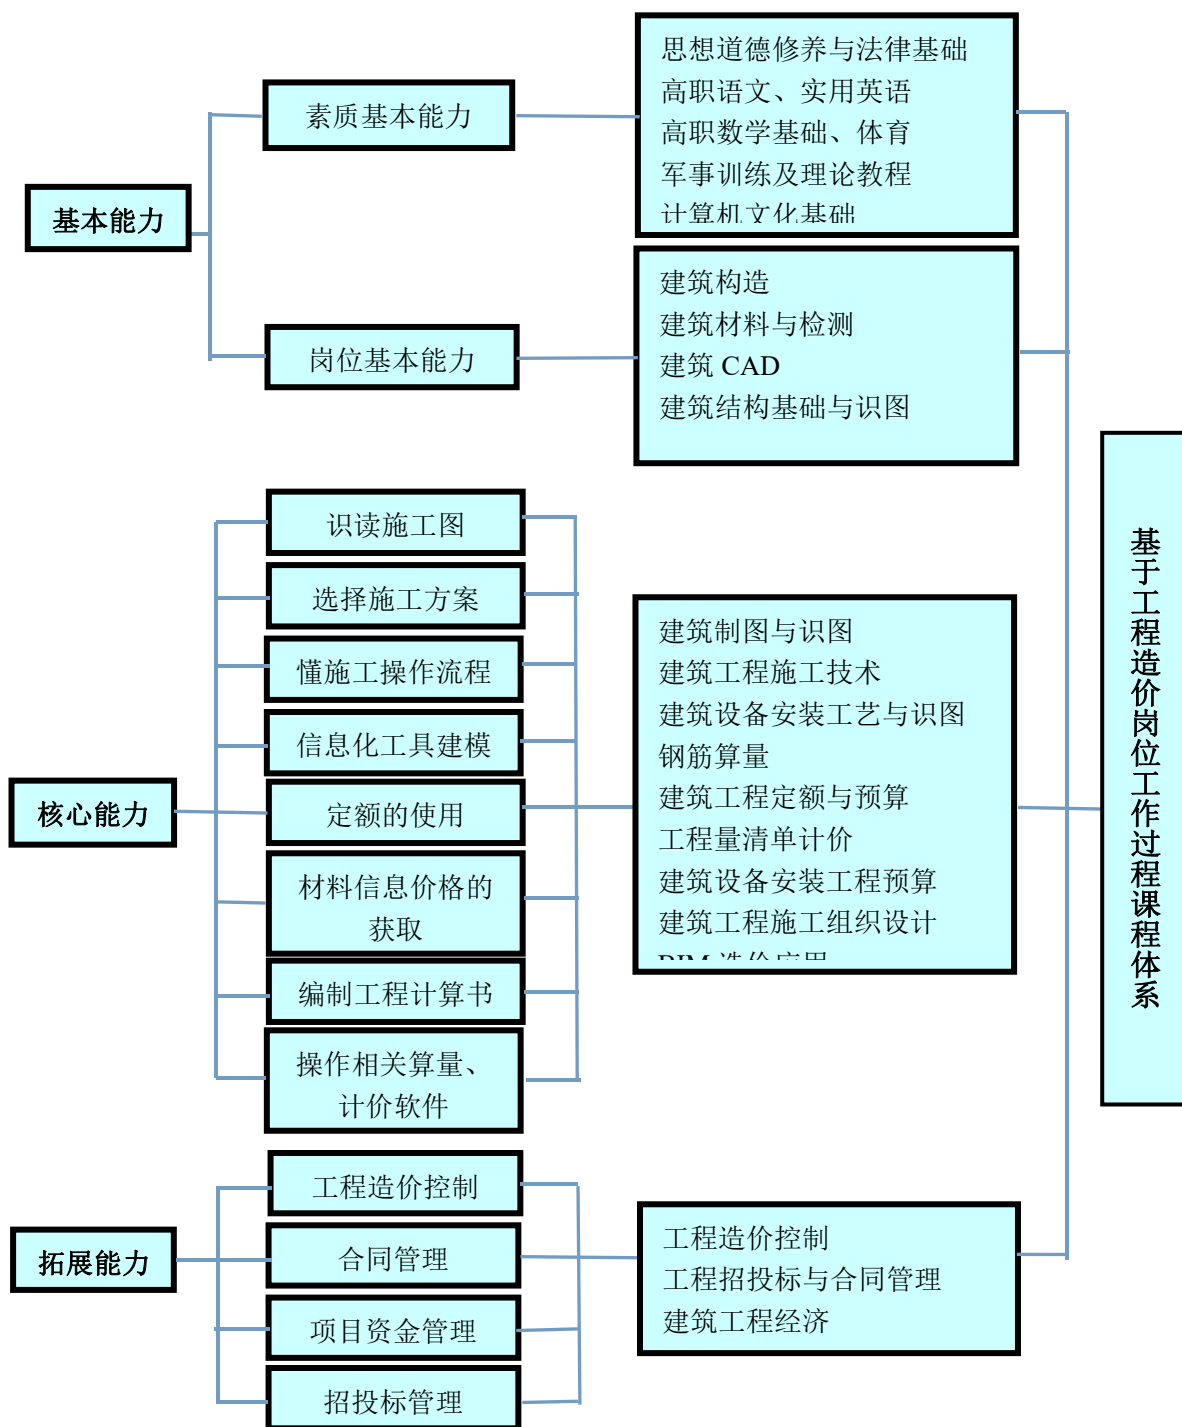 基本能力
素质基本能力
思想道德修养与法律基础
高职语文、实用英语
高职数学基础、体育
军事训练及理论教程
计算机文化基础
岗位基本能力
建筑构造
建筑材料与检测
建筑 CAD
建筑结构基础与识图
核心能力
识读施工图
选择施工方案
懂施工操作流程
信息化工具建模
定额的使用
材料信息价格的
获取
编制工程计算书
操作相关算量、
计价软件
建筑制图与识图
建筑工程施工技术
建筑设备安装工艺与识图
钢筋算量
建筑工程定额与预算
工程量清单计价
建筑设备安装工程预算
建筑工程施工组织设计
BIM 造价应用
拓展能力
工程造价控制
合同管理
项目资金管理
招投标管理
工程造价控制
工程招投标与合同管理
建筑工程经济
基于工程造价岗位工作过程课程体系